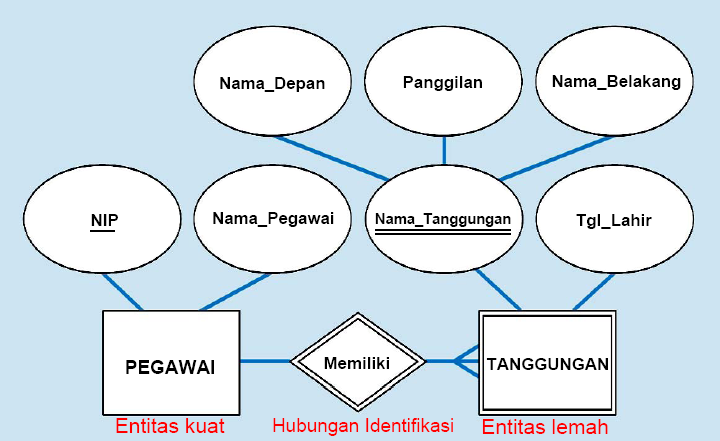 Nama_Depan
Panggilan
Nama_Belakang
NIP
Nama_Pegawai
Nama_Tanggungan
Tgl_Lahir
PEGAWAI
Memiliki
TANGGUNGAN
Entitas kuat
Hubungan Identifikasi
Entitas lemah